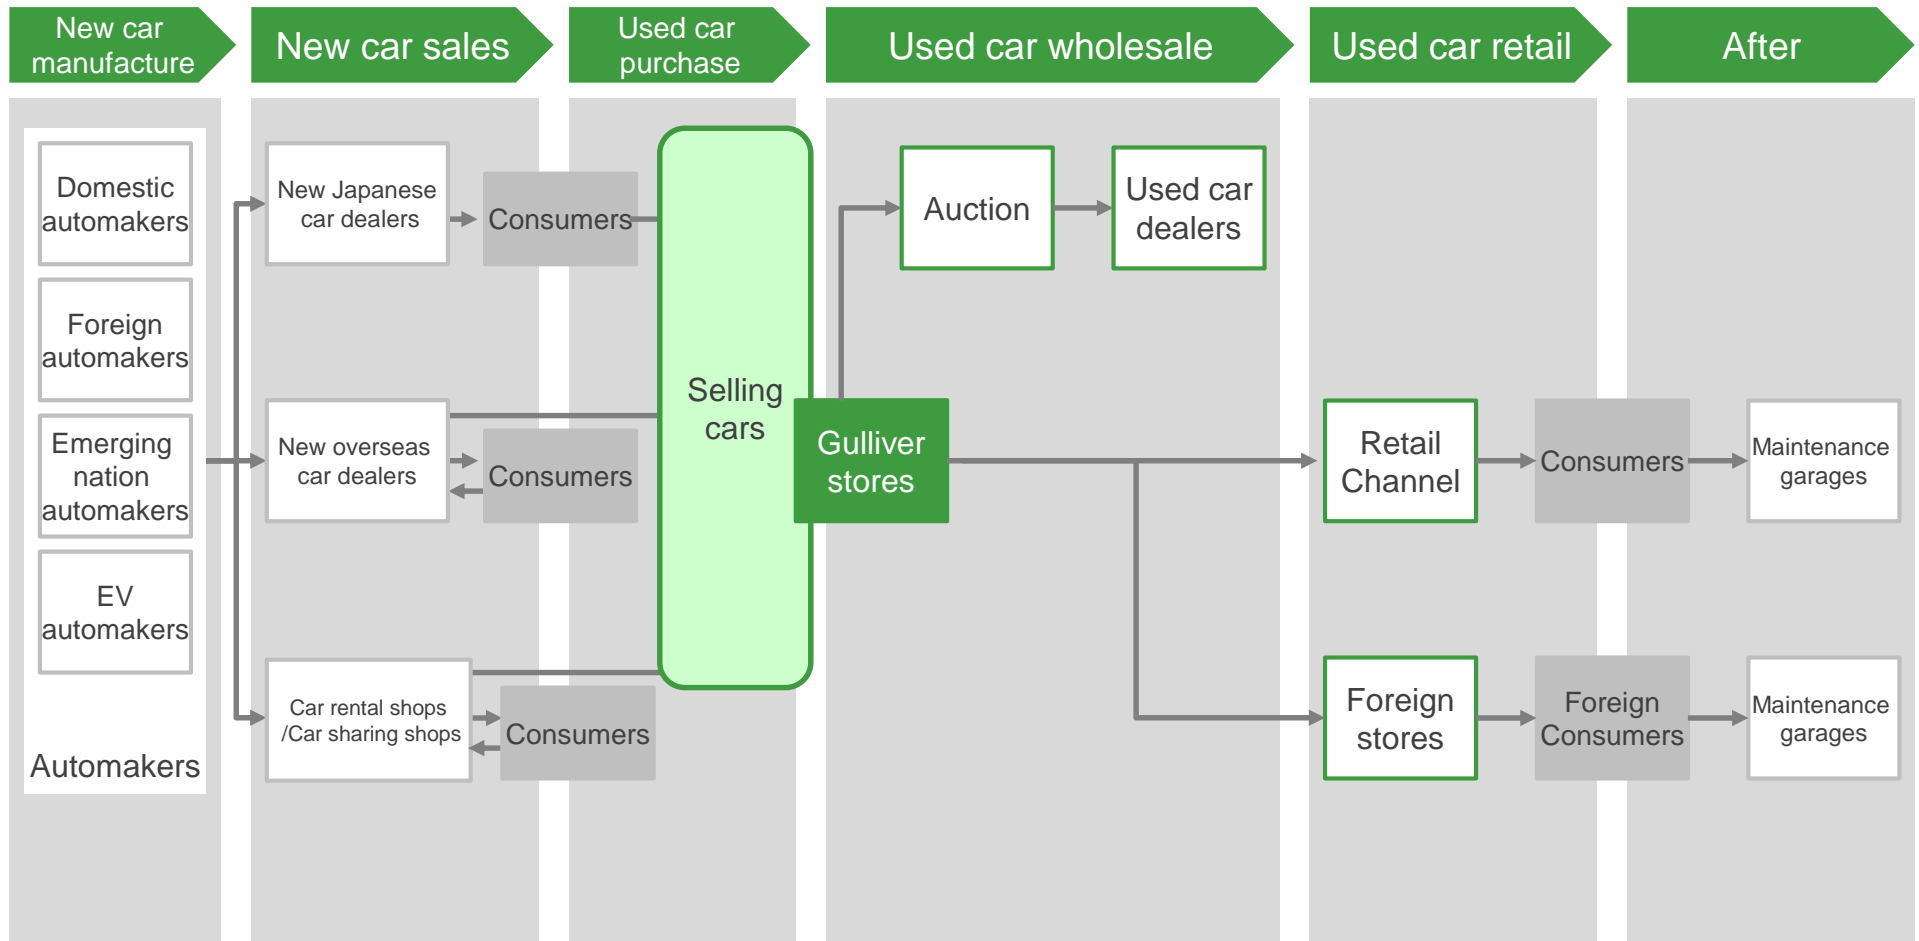 New car
manufacture
New car sales
Used car
purchase
Used car wholesale
Used car retail
After
Domestic
automakers
Foreign
automakers
Emerging
nation
automakers
EV
automakers
Automakers
New Japanese
car dealers
Consumers
New overseas
car dealers
Consumers
Car rental shops
/Car sharing shops
Consumers
Selling
cars
Gulliver
stores
Auction
Used car
dealers
Retail
Channel
Consumers
Maintenance
garages
Foreign
stores
Foreign
Consumers
Maintenance
garages